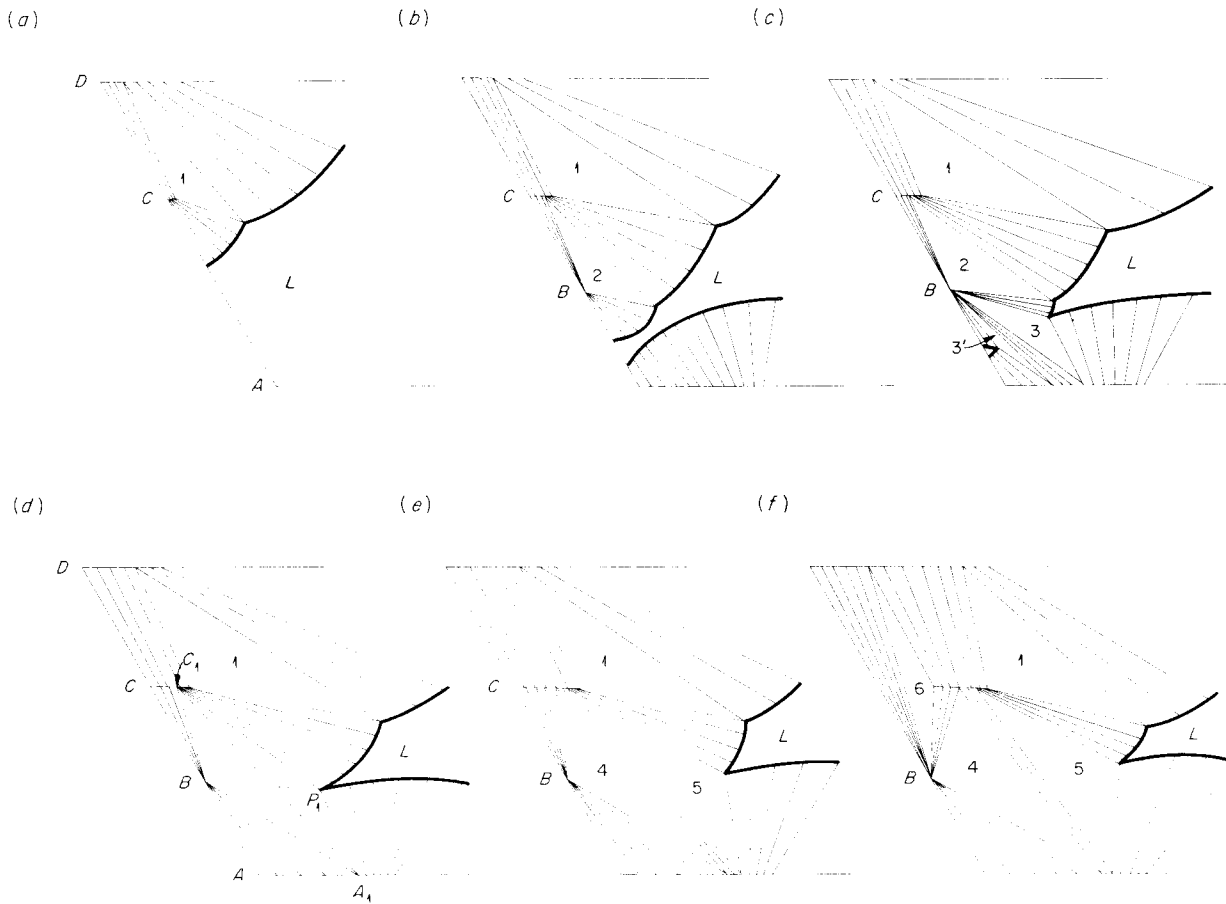 (a) (b) (c)
D
1 1 1
C C C
L L L
2 2
B B
3
3'
A
(d) (e) (f)
D
C₁ 1 1 1
C C 6
L L L
B B 4 B 4
P₁ 5 5
A
A₁